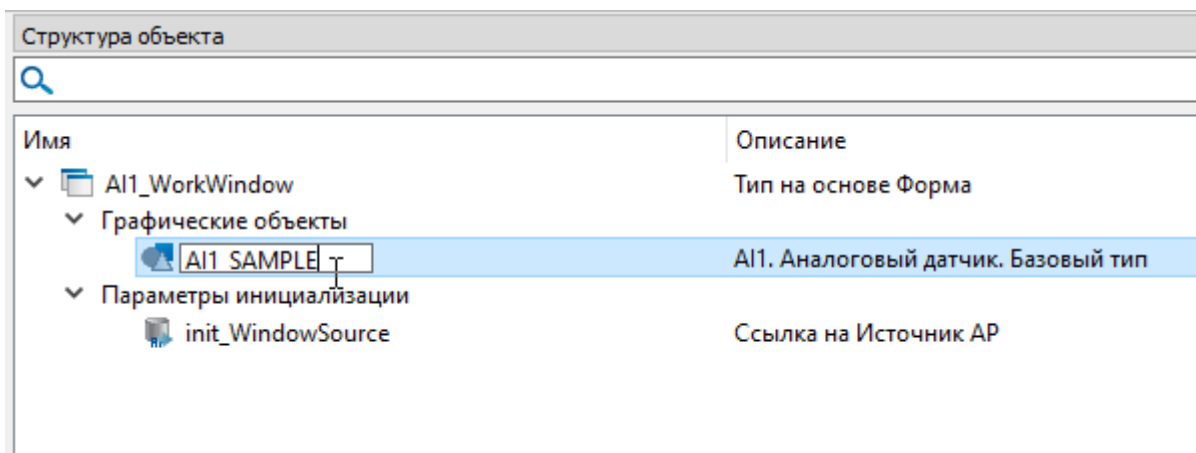 Структура объекта
Имя Описание
AI1_WorkWindow Тип на основе Форма
Графические объекты
AI1_SAMPLE AI1. Аналоговый датчик. Базовый тип
Параметры инициализации
init_WindowSource Ссылка на Источник AP